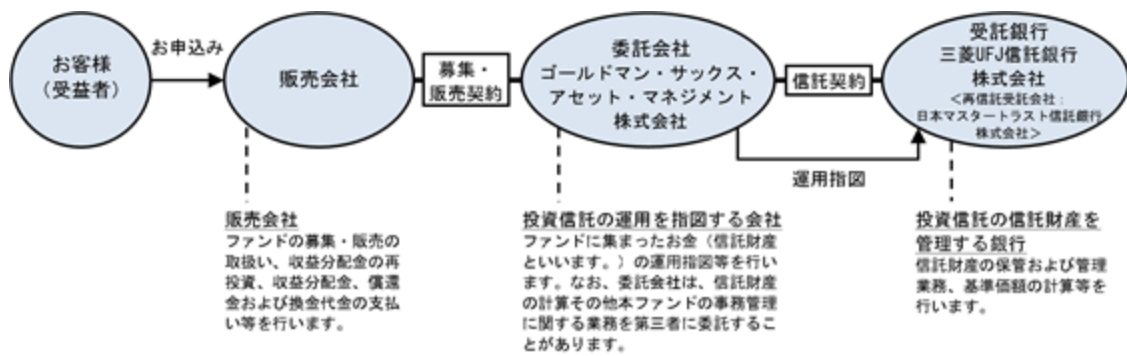 お客様
（受益者）
お申込み
販売会社
募集・
販売契約
委託会社
ゴールドマン・サックス・
アセット・マネジメント
株式会社
信託契約
受託銀行
三菱UFJ信託銀行
株式会社
＜再信託受託会社：
日本マスタートラスト信託銀行
株式会社＞
運用指図
販売会社
ファンドの募集・販売の
取扱い、収益分配金の再
投資、収益分配金、償還
金および換金代金の支払
い等を行います。
投資信託の運用を指図する会社
ファンドに集まったお金（信託財産
といいます。）の運用指図等を行い
ます。なお、委託会社は、信託財産
の計算その他本ファンドの事務管理
に関する業務を第三者に委託するこ
とがあります。
投資信託の信託財産を
管理する銀行
信託財産の保管および管理
業務、基準価額の計算等を
行います。